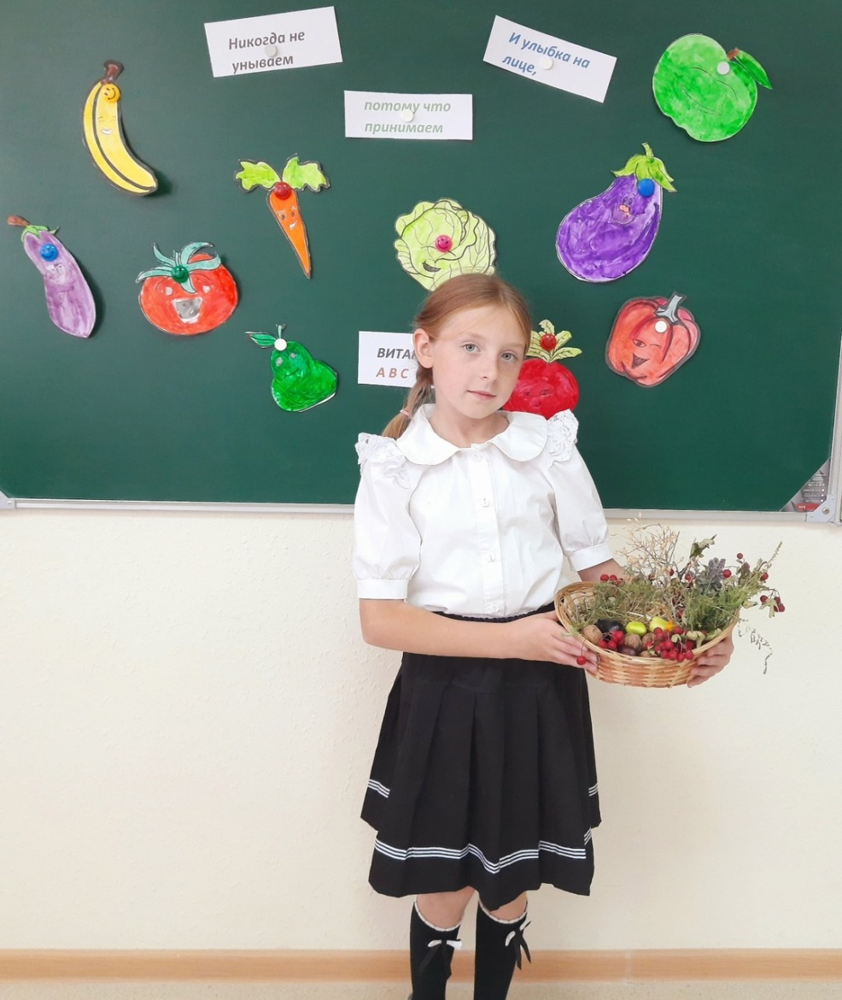 Никогда не
унываем
И улыбка на
лице,
потому что
принимаем
А В С